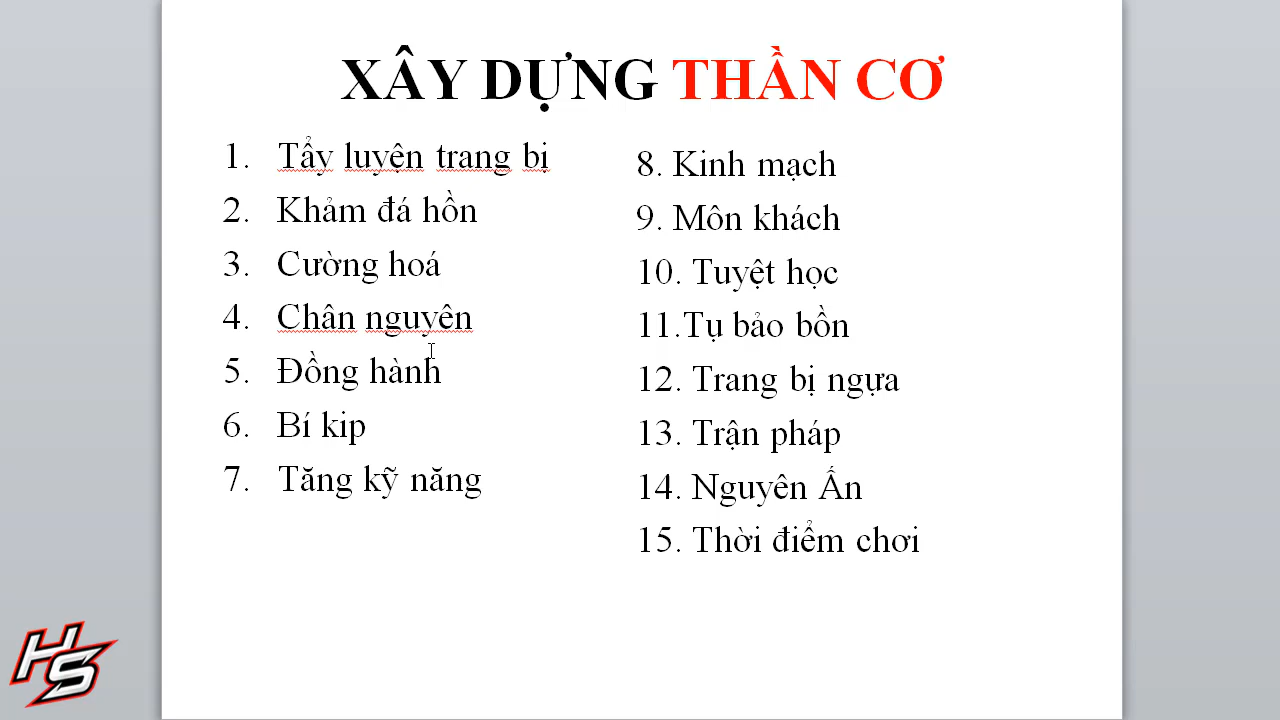 XÂY DỰNG THẦN CƠ
1. Tẩy luyện trang bị
2. Khảm đá hồn
3. Cường hoá
4. Chân nguyên
5. Đồng hành
6. Bí kip
7. Tăng kỹ năng
8. Kinh mạch
9. Môn khách
10. Tuyệt học
11.Tụ bảo bồn
12. Trang bị ngựa
13. Trận pháp
14. Nguyên Ấn
15. Thời điểm chơi
HS